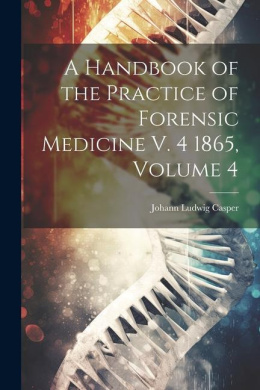 A Handbook of
the Practice of
Forensic
Medicine V. 4 1865,
Volume 4
Johann Ludwig Casper